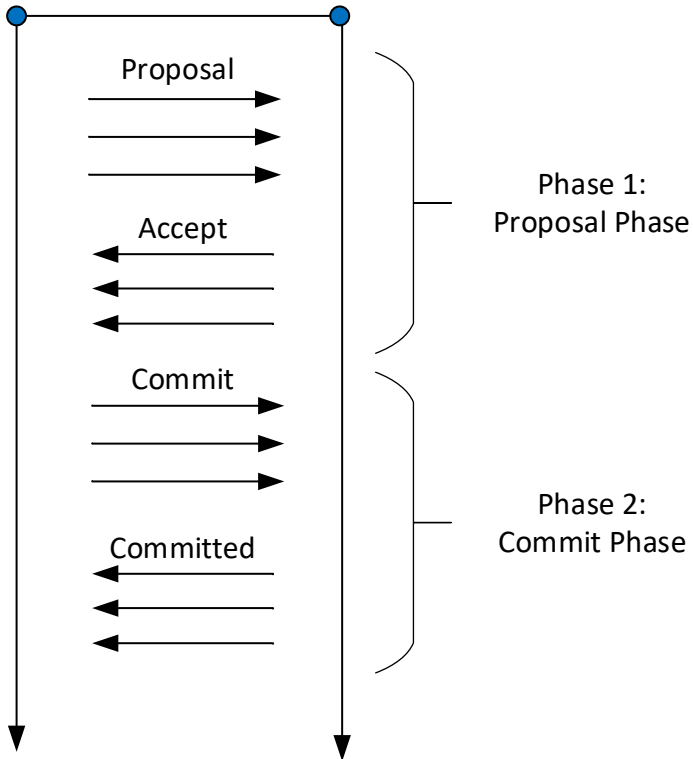 Proposal
Accept
Commit
Committed
Phase 1:
Proposal Phase
Phase 2:
Commit Phase